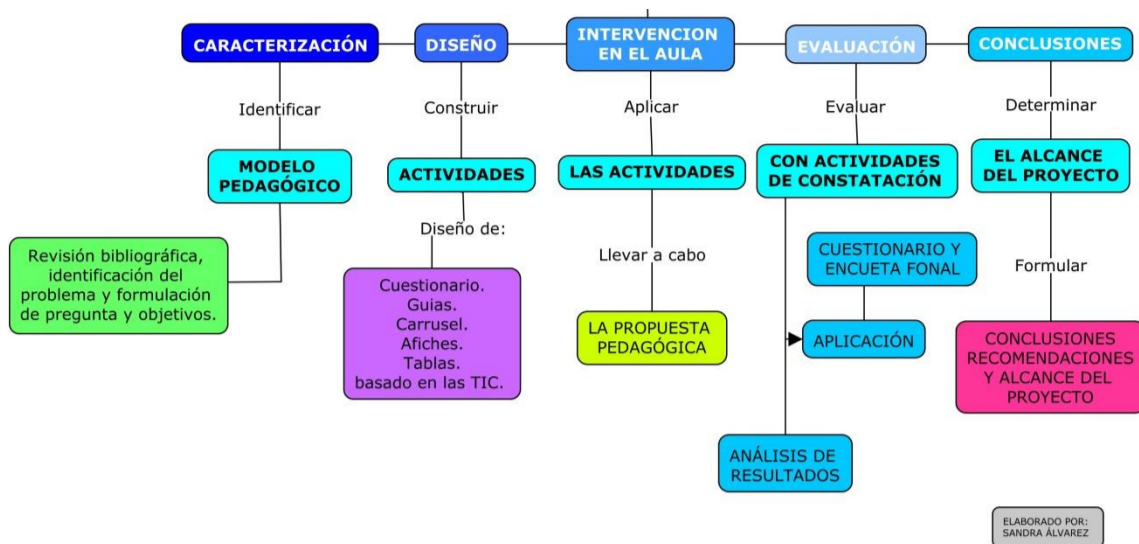 CARACTERIZACIÓN
DISEÑO
INTERVENCION
EN EL AULA
EVALUACIÓN
CONCLUSIONES
Identificar
Construir
Aplicar
Evaluar
Determinar
MODELO
PEDAGÓGICO
ACTIVIDADES
LAS ACTIVIDADES
CON ACTIVIDADES
DE CONSTATACIÓN
EL ALCANCE
DEL PROYECTO
Revisión bibliográfica,
identificación del
problema y formulación
de pregunta y objetivos.
Diseño de:
Cuestionario.
Guias.
Carrusel.
Afiches.
Tablas.
basado en las TIC.
Llevar a cabo
LA PROPUESTA
PEDAGÓGICA
CUESTIONARIO Y
ENCUETA FONAL
APLICACIÓN
ANÁLISIS DE
RESULTADOS
Formular
CONCLUSIONES
RECOMENDACIONES
Y ALCANCE DEL
PROYECTO
ELABORADO POR:
SANDRA ÁLVAREZ